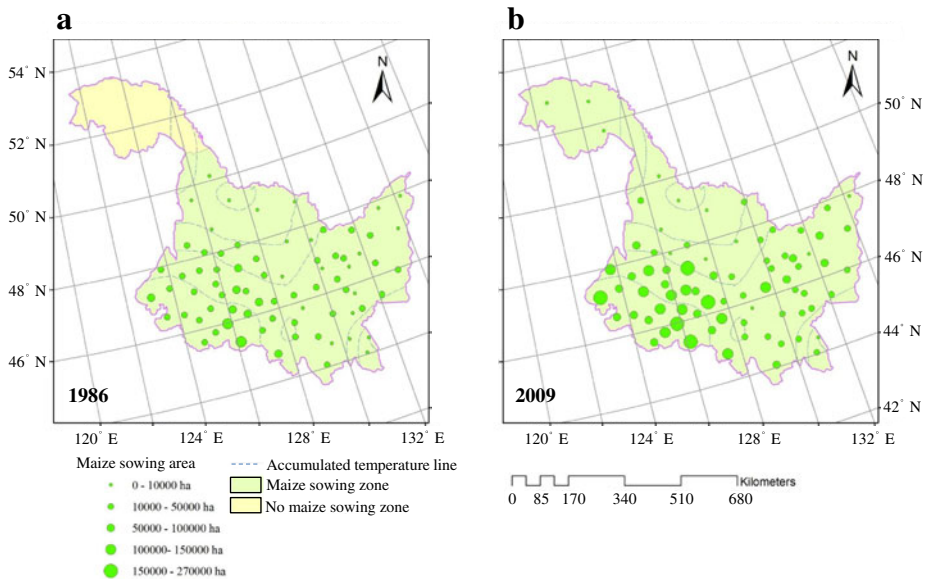 a
b
N
N
54° N
52° N
50° N
48° N
46° N
50° N
48° N
46° N
44° N
42° N
1986
2009
120° E
124° E
128° E
132° E
120° E
124° E
128° E
132° E
Maize sowing area
0 - 10000 ha
10000 - 50000 ha
50000 - 100000 ha
100000- 150000 ha
150000 - 270000 ha
Accumulated temperature line
Maize sowing zone
No maize sowing zone
Kilometers
0 85 170 340 510 680